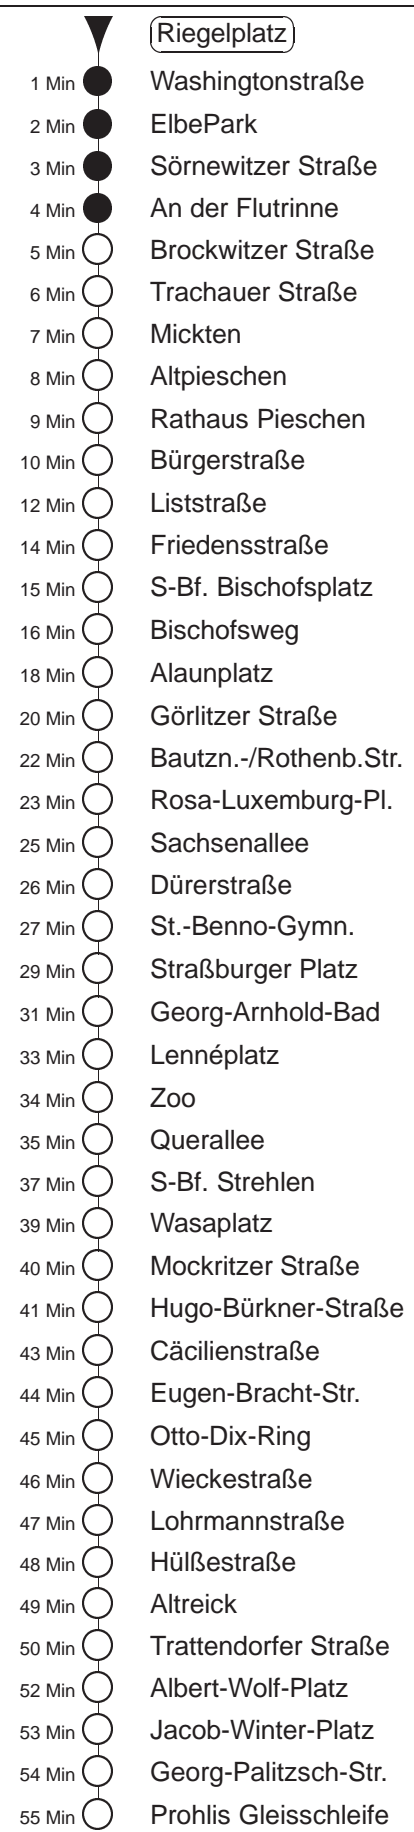 Riegelplatz
1 Min Washingtonstraße
2 Min ElbePark
3 Min Sörnewitzer Straße
4 Min An der Flutrinne
5 Min Brockwitzer Straße
6 Min Trachauer Straße
7 Min Mickten
8 Min Altpieschen
9 Min Rathaus Pieschen
10 Min Bürgerstraße
12 Min Liststraße
14 Min Friedensstraße
15 Min S-Bf. Bischofsplatz
16 Min Bischofsweg
18 Min Alaunplatz
20 Min Görlitzer Straße
22 Min Bautzn.-/Rothenb.Str.
23 Min Rosa-Luxemburg-Pl.
25 Min Sachsenallee
26 Min Dürerstraße
27 Min St.-Benno-Gymn.
29 Min Straßburger Platz
31 Min Georg-Arnhold-Bad
33 Min Lennéplatz
34 Min Zoo
35 Min Querallee
37 Min S-Bf. Strehlen
39 Min Wasaplatz
40 Min Mockritzer Straße
41 Min Hugo-Bürkner-Straße
43 Min Cäcilienstraße
44 Min Eugen-Bracht-Str.
45 Min Otto-Dix-Ring
46 Min Wieckestraße
47 Min Lohrmannstraße
48 Min Hülßestraße
49 Min Altreick
50 Min Trattendorfer Straße
52 Min Albert-Wolf-Platz
53 Min Jacob-Winter-Platz
54 Min Georg-Palitzsch-Str.
55 Min Prohlis Gleisschleife